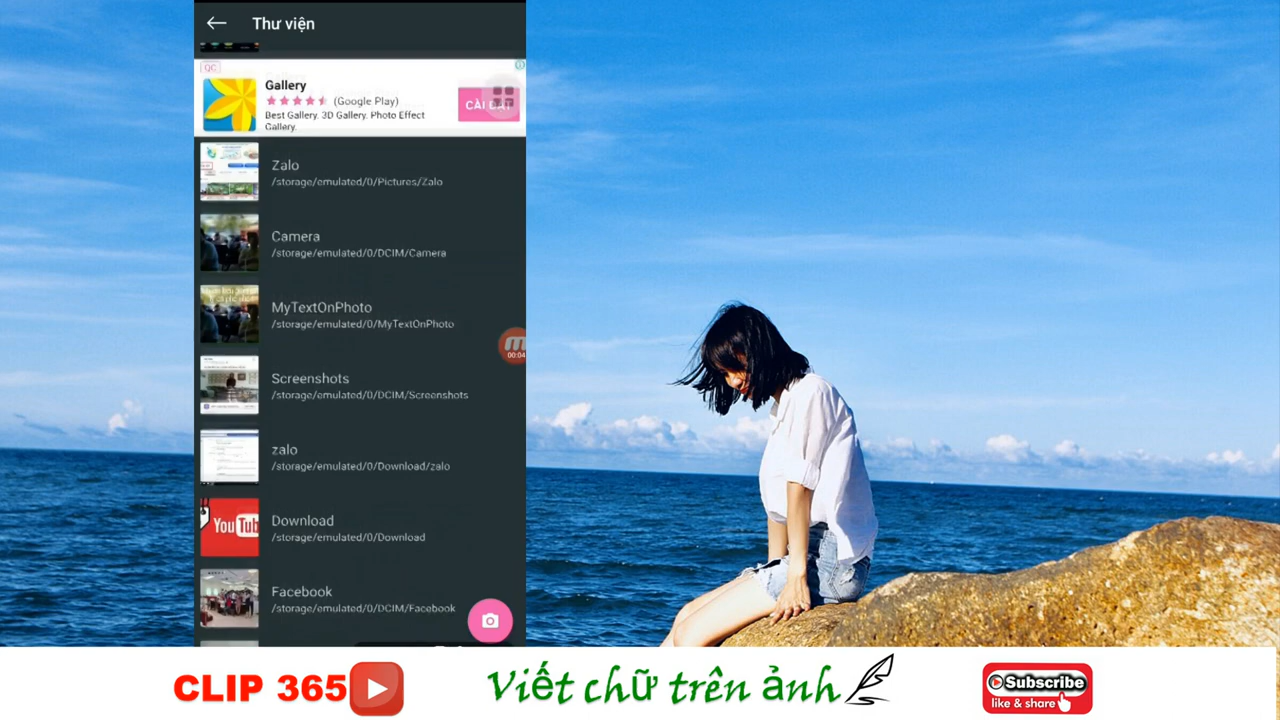 Thư viện
QC
Gallery
(Google Play)
Best Gallery. 3D Gallery. Photo Effect
Gallery.
CÀI ĐẶT
Zalo
/storage/emulated/0/Pictures/Zalo
Camera
/storage/emulated/0/DCIM/Camera
MyTextOnPhoto
/storage/emulated/0/MyTextOnPhoto
00:04
Screenshots
/storage/emulated/0/DCIM/Screenshots
zalo
/storage/emulated/0/Download/zalo
YouTub
Download
/storage/emulated/0/Download
Facebook
/storage/emulated/0/DCIM/Facebook
CLIP 365
Viết chữ trên ảnh
Subscribe
like & share